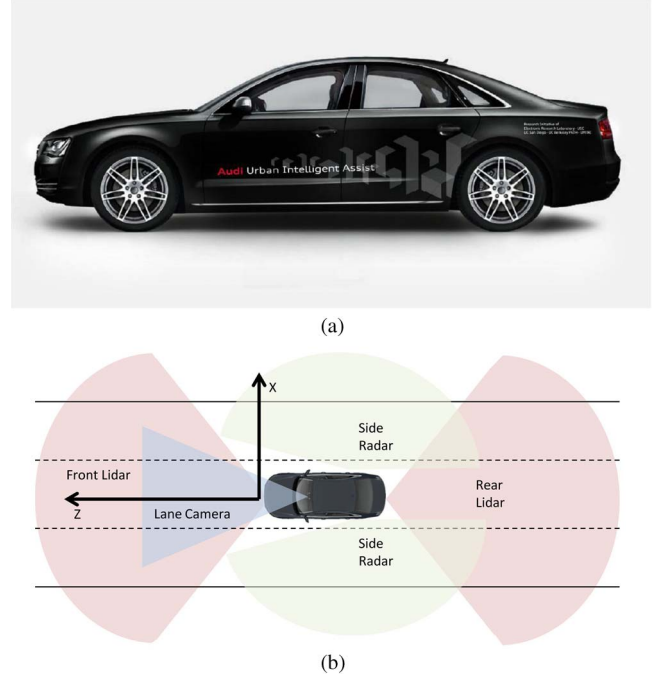 Audi Urban Intelligent Assist
(a)
X
Side
Radar
Front Lidar
Rear
Lidar
Z
Lane Camera
Side
Radar
(b)